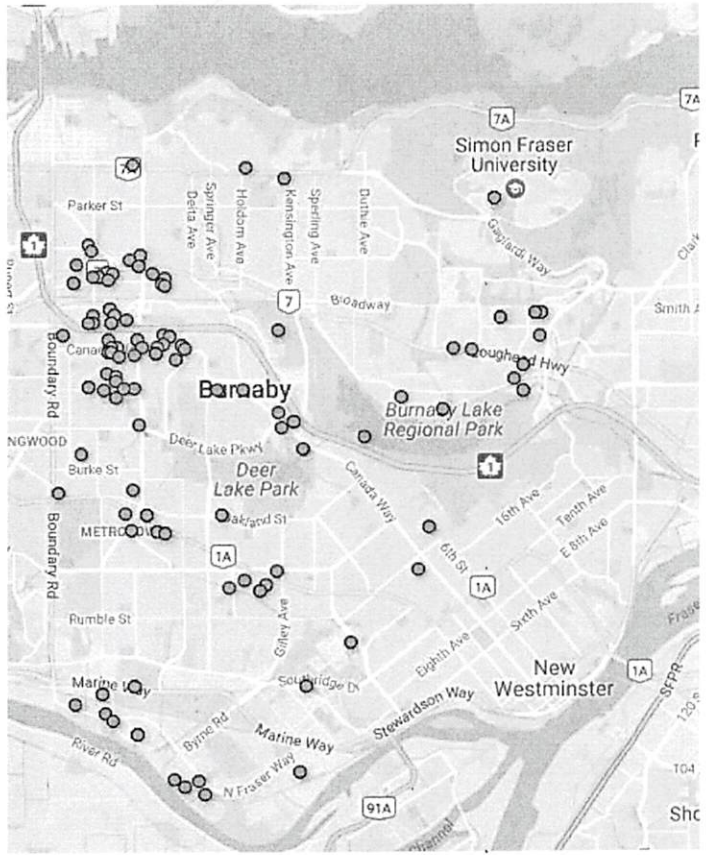 7A
7A
Simon Fraser
University
7A
Parker St
Delta Ave
Springer Ave
Holdom Ave
Kensington Ave
Sperling Ave
Duthie Ave
Gaglardi Way
1
7
Broadway
Smith A
Boundary Rd
Lougheed Hwy
Burnaby
Burnaby Lake
Regional Park
NGWOOD
Deer Lake Pkwy
Burke St
Deer
Lake Park
1
Canada Way
16th Ave
Tenth Ave
E 8th Ave
Boundary Rd
Oakland St
6th St
1A
1A
Sixth Ave
Rumble St
Gilley Ave
Eighth Ave
Frase
Marine Way
Southridge Dr
New
Westminster
1A
SFPR
Stewardson Way
120 S
Byrne Rd
Marine Way
River Rd
N Fraser Way
T04
91A
Sho
Channel